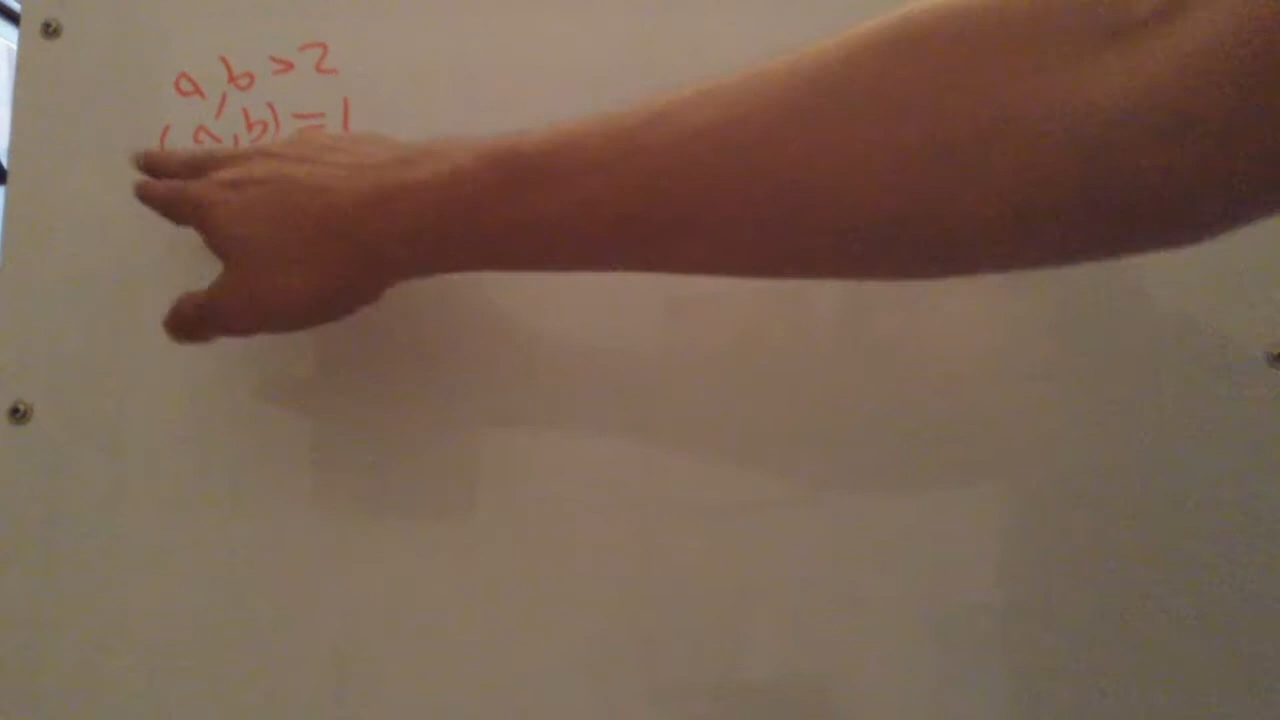 a, b > 2
(a, b) = 1